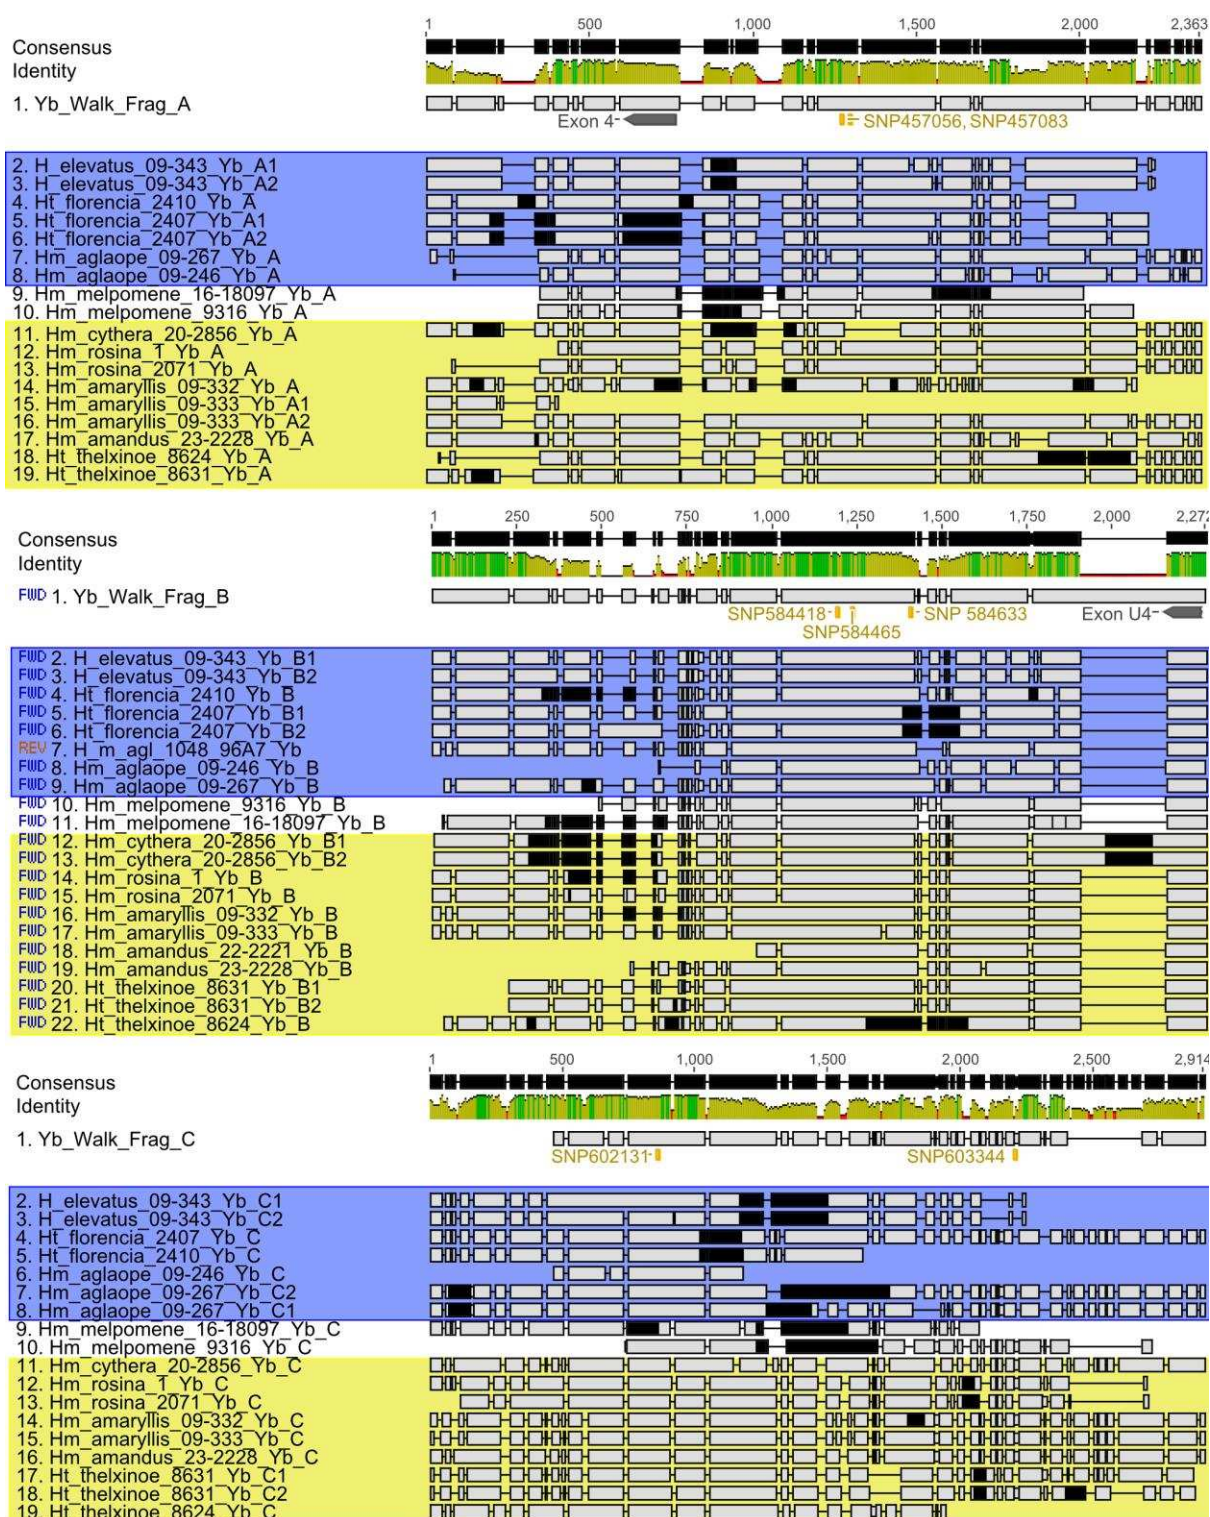 1 500 1,000 1,500 2,000 2,363
Consensus
Identity
1. Yb_Walk_Frag_A
Exon 4 SNP457056, SNP457083
2. H_elevatus_09-343_Yb_A1
3. H_elevatus_09-343_Yb_A2
4. Ht_florencia_2410_Yb_A
5. Ht_florencia_2407_Yb_A1
6. Ht_florencia_2407_Yb_A2
7. Hm_aglaope_09-267_Yb_A
8. Hm_aglaope_09-246_Yb_A
9. Hm_melpomene_16-18097_Yb_A
10. Hm_melpomene_9316_Yb_A
11. Hm_cythera_20-2856_Yb_A
12. Hm_rosina_1_Yb_A
13. Hm_rosina_2071_Yb_A
14. Hm_amaryllis_09-332_Yb_A
15. Hm_amaryllis_09-333_Yb_A1
16. Hm_amaryllis_09-333_Yb_A2
17. Hm_amandus_23-2228_Yb_A
18. Ht_thelxinoe_8624_Yb_A
19. Ht_thelxinoe_8631_Yb_A
1 250 500 750 1,000 1,250 1,500 1,750 2,000 2,272
Consensus
Identity
FWD 1. Yb_Walk_Frag_B
SNP584418 SNP 584633 Exon U4
SNP584465
FWD 2. H_elevatus_09-343_Yb_B1
FWD 3. H_elevatus_09-343_Yb_B2
FWD 4. Ht_florencia_2410_Yb_B
FWD 5. Ht_florencia_2407_Yb_B1
FWD 6. Ht_florencia_2407_Yb_B2
REV 7. H_m_agl_1048_96A7_Yb
FWD 8. Hm_aglaope_09-246_Yb_B
FWD 9. Hm_aglaope_09-267_Yb_B
FWD 10. Hm_melpomene_9316_Yb_B
FWD 11. Hm_melpomene_16-18097_Yb_B
FWD 12. Hm_cythera_20-2856_Yb_B1
FWD 13. Hm_cythera_20-2856_Yb_B2
FWD 14. Hm_rosina_1_Yb_B
FWD 15. Hm_rosina_2071_Yb_B
FWD 16. Hm_amaryllis_09-332_Yb_B
FWD 17. Hm_amaryllis_09-333_Yb_B
FWD 18. Hm_amandus_22-2221_Yb_B
FWD 19. Hm_amandus_23-2228_Yb_B
FWD 20. Ht_thelxinoe_8631_Yb_B1
FWD 21. Ht_thelxinoe_8631_Yb_B2
FWD 22. Ht_thelxinoe_8624_Yb_B
1 500 1,000 1,500 2,000 2,500 2,914
Consensus
Identity
1. Yb_Walk_Frag_C
SNP602131 SNP603344
2. H_elevatus_09-343_Yb_C1
3. H_elevatus_09-343_Yb_C2
4. Ht_florencia_2407_Yb_C
5. Ht_florencia_2410_Yb_C
6. Hm_aglaope_09-246_Yb_C
7. Hm_aglaope_09-267_Yb_C2
8. Hm_aglaope_09-267_Yb_C1
9. Hm_melpomene_16-18097_Yb_C
10. Hm_melpomene_9316_Yb_C
11. Hm_cythera_20-2856_Yb_C
12. Hm_rosina_1_Yb_C
13. Hm_rosina_2071_Yb_C
14. Hm_amaryllis_09-332_Yb_C
15. Hm_amaryllis_09-333_Yb_C
16. Hm_amandus_23-2228_Yb_C
17. Ht_thelxinoe_8631_Yb_C1
18. Ht_thelxinoe_8631_Yb_C2
19. Ht_thelxinoe_8624_Yb_C